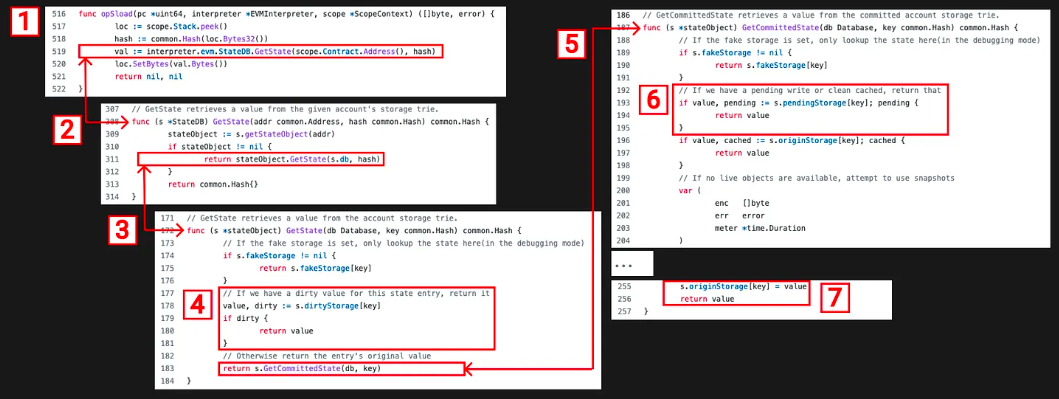 1
516 func opSload(pc *uint64, interpreter *EVMInterpreter, scope *ScopeContext) ([]byte, error) {
517 loc := scope.Stack.peek()
518 hash := common.Hash(loc.Bytes32())
519 val := interpreter.evm.StateDB.GetState(scope.Contract.Address(), hash)
520 loc.SetBytes(val.Bytes())
521 return nil, nil
522 }
2
307 // GetState retrieves a value from the given account's storage trie.
308 func (s *StateDB) GetState(addr common.Address, hash common.Hash) common.Hash {
309 stateObject := s.getStateObject(addr)
310 if stateObject != nil {
311 return stateObject.GetState(s.db, hash)
312 }
313 return common.Hash{}
314 }
3
171 // GetState retrieves a value from the account storage trie.
172 func (s *stateObject) GetState(db Database, key common.Hash) common.Hash {
173 // If the fake storage is set, only lookup the state here(in the debugging mode)
174 if s.fakeStorage != nil {
175 return s.fakeStorage[key]
176 }
4
177 // If we have a dirty value for this state entry, return it
178 value, dirty := s.dirtyStorage[key]
179 if dirty {
180 return value
181 }
182 // Otherwise return the entry's original value
183 return s.GetCommittedState(db, key)
184 }
5
186 // GetCommittedState retrieves a value from the committed account storage trie.
187 func (s *stateObject) GetCommittedState(db Database, key common.Hash) common.Hash {
188 // If the fake storage is set, only lookup the state here(in the debugging mode)
189 if s.fakeStorage != nil {
190 return s.fakeStorage[key]
191 }
6
192 // If we have a pending write or clean cached, return that
193 if value, pending := s.pendingStorage[key]; pending {
194 return value
195 }
196 if value, cached := s.originStorage[key]; cached {
197 return value
198 }
199 // If no live objects are available, attempt to use snapshots
200 var (
201 enc []byte
202 err error
203 meter *time.Duration
204 )
...
255 s.originStorage[key] = value
256 return value
257 }
7